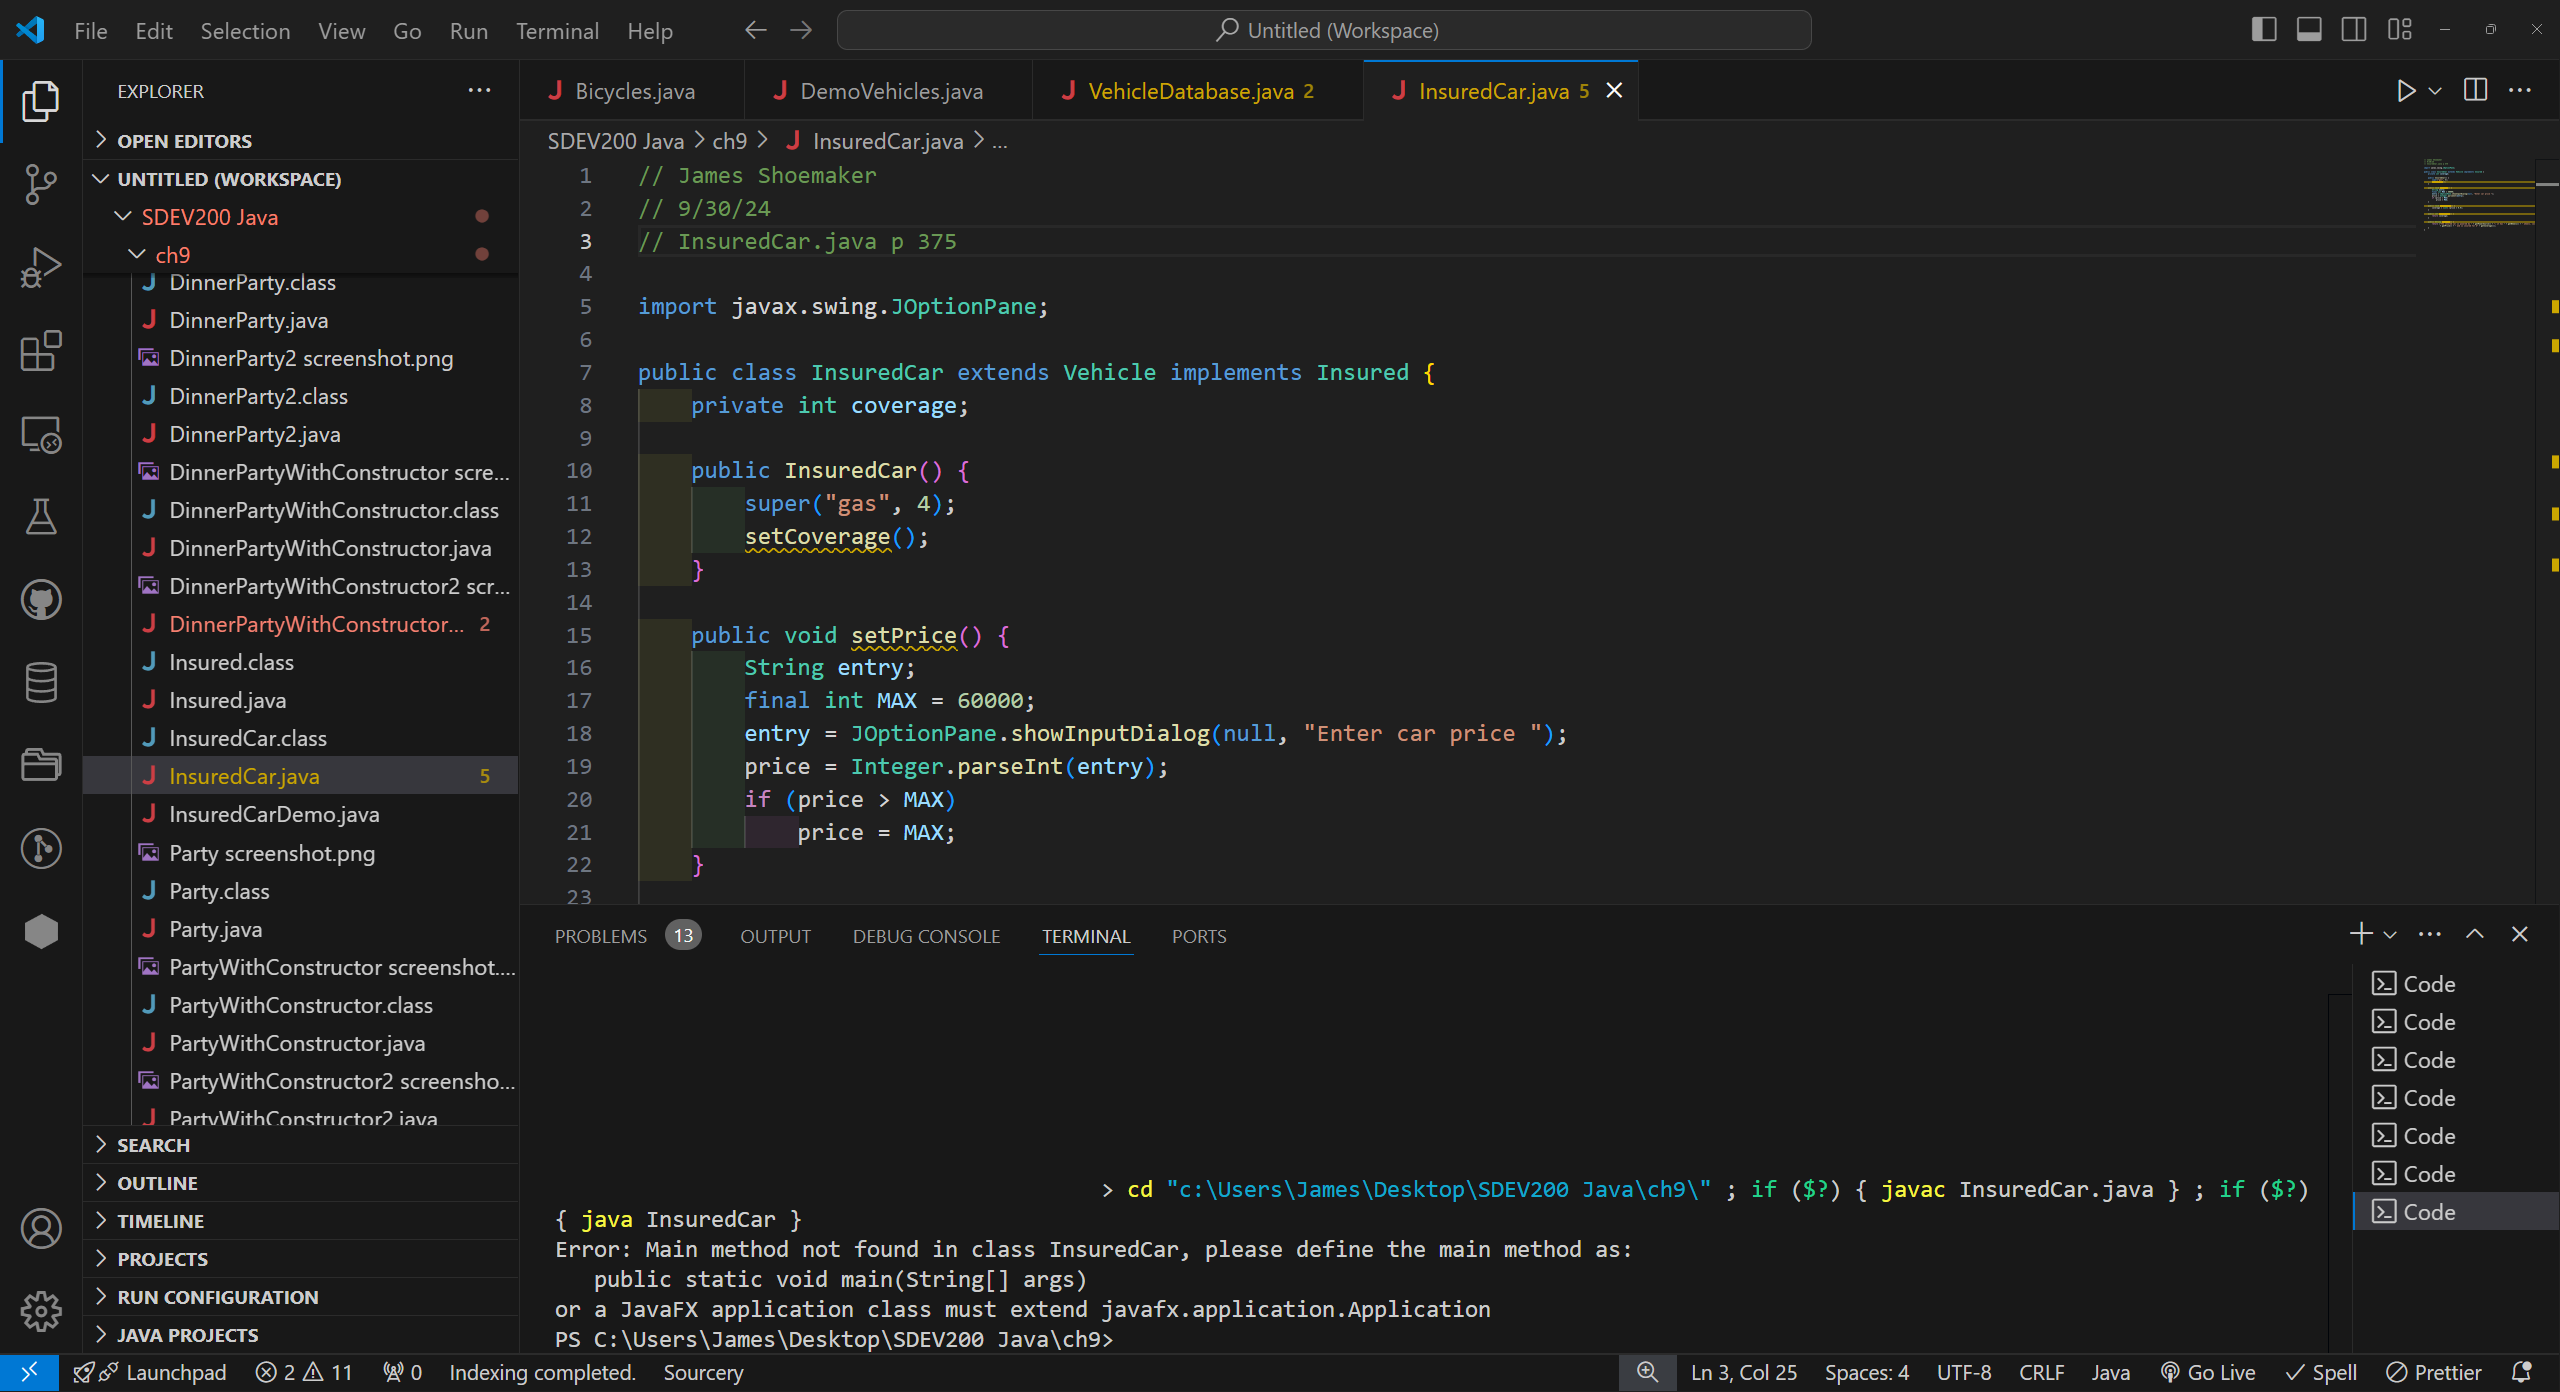 File Edit Selection View Go Run Terminal Help
Untitled (Workspace)
EXPLORER
OPEN EDITORS
UNTITLED (WORKSPACE)
SDEV200 Java
ch9
DinnerParty.class
DinnerParty.java
DinnerParty2 screenshot.png
DinnerParty2.class
DinnerParty2.java
DinnerPartyWithConstructor scre...
DinnerPartyWithConstructor.class
DinnerPartyWithConstructor.java
DinnerPartyWithConstructor2 scr...
DinnerPartyWithConstructor... 2
Insured.class
Insured.java
InsuredCar.class
InsuredCar.java 5
InsuredCarDemo.java
Party screenshot.png
Party.class
Party.java
PartyWithConstructor screenshot....
PartyWithConstructor.class
PartyWithConstructor.java
PartyWithConstructor2 screensho...
PartyWithConstructor2.java
SEARCH
OUTLINE
TIMELINE
PROJECTS
RUN CONFIGURATION
JAVA PROJECTS
Bicycles.java DemoVehicles.java VehicleDatabase.java 2 InsuredCar.java 5
SDEV200 Java > ch9 > InsuredCar.java > ...
1 // James Shoemaker
2 // 9/30/24
3 // InsuredCar.java p 375
4
5 import javax.swing.JOptionPane;
6
7 public class InsuredCar extends Vehicle implements Insured {
8 private int coverage;
9
10 public InsuredCar() {
11 super("gas", 4);
12 setCoverage();
13 }
14
15 public void setPrice() {
16 String entry;
17 final int MAX = 60000;
18 entry = JOptionPane.showInputDialog(null, "Enter car price ");
19 price = Integer.parseInt(entry);
20 if (price > MAX)
21 price = MAX;
22 }
23
PROBLEMS 13 OUTPUT DEBUG CONSOLE TERMINAL PORTS
> cd "c:\Users\James\Desktop\SDEV200 Java\ch9\" ; if ($?) { javac InsuredCar.java } ; if ($?)
{ java InsuredCar }
Error: Main method not found in class InsuredCar, please define the main method as:
public static void main(String[] args)
or a JavaFX application class must extend javafx.application.Application
PS C:\Users\James\Desktop\SDEV200 Java\ch9>
Code
Code
Code
Code
Code
Code
Code
Launchpad 2 11 0 Indexing completed. Sourcery Ln 3, Col 25 Spaces: 4 UTF-8 CRLF Java Go Live Spell Prettier